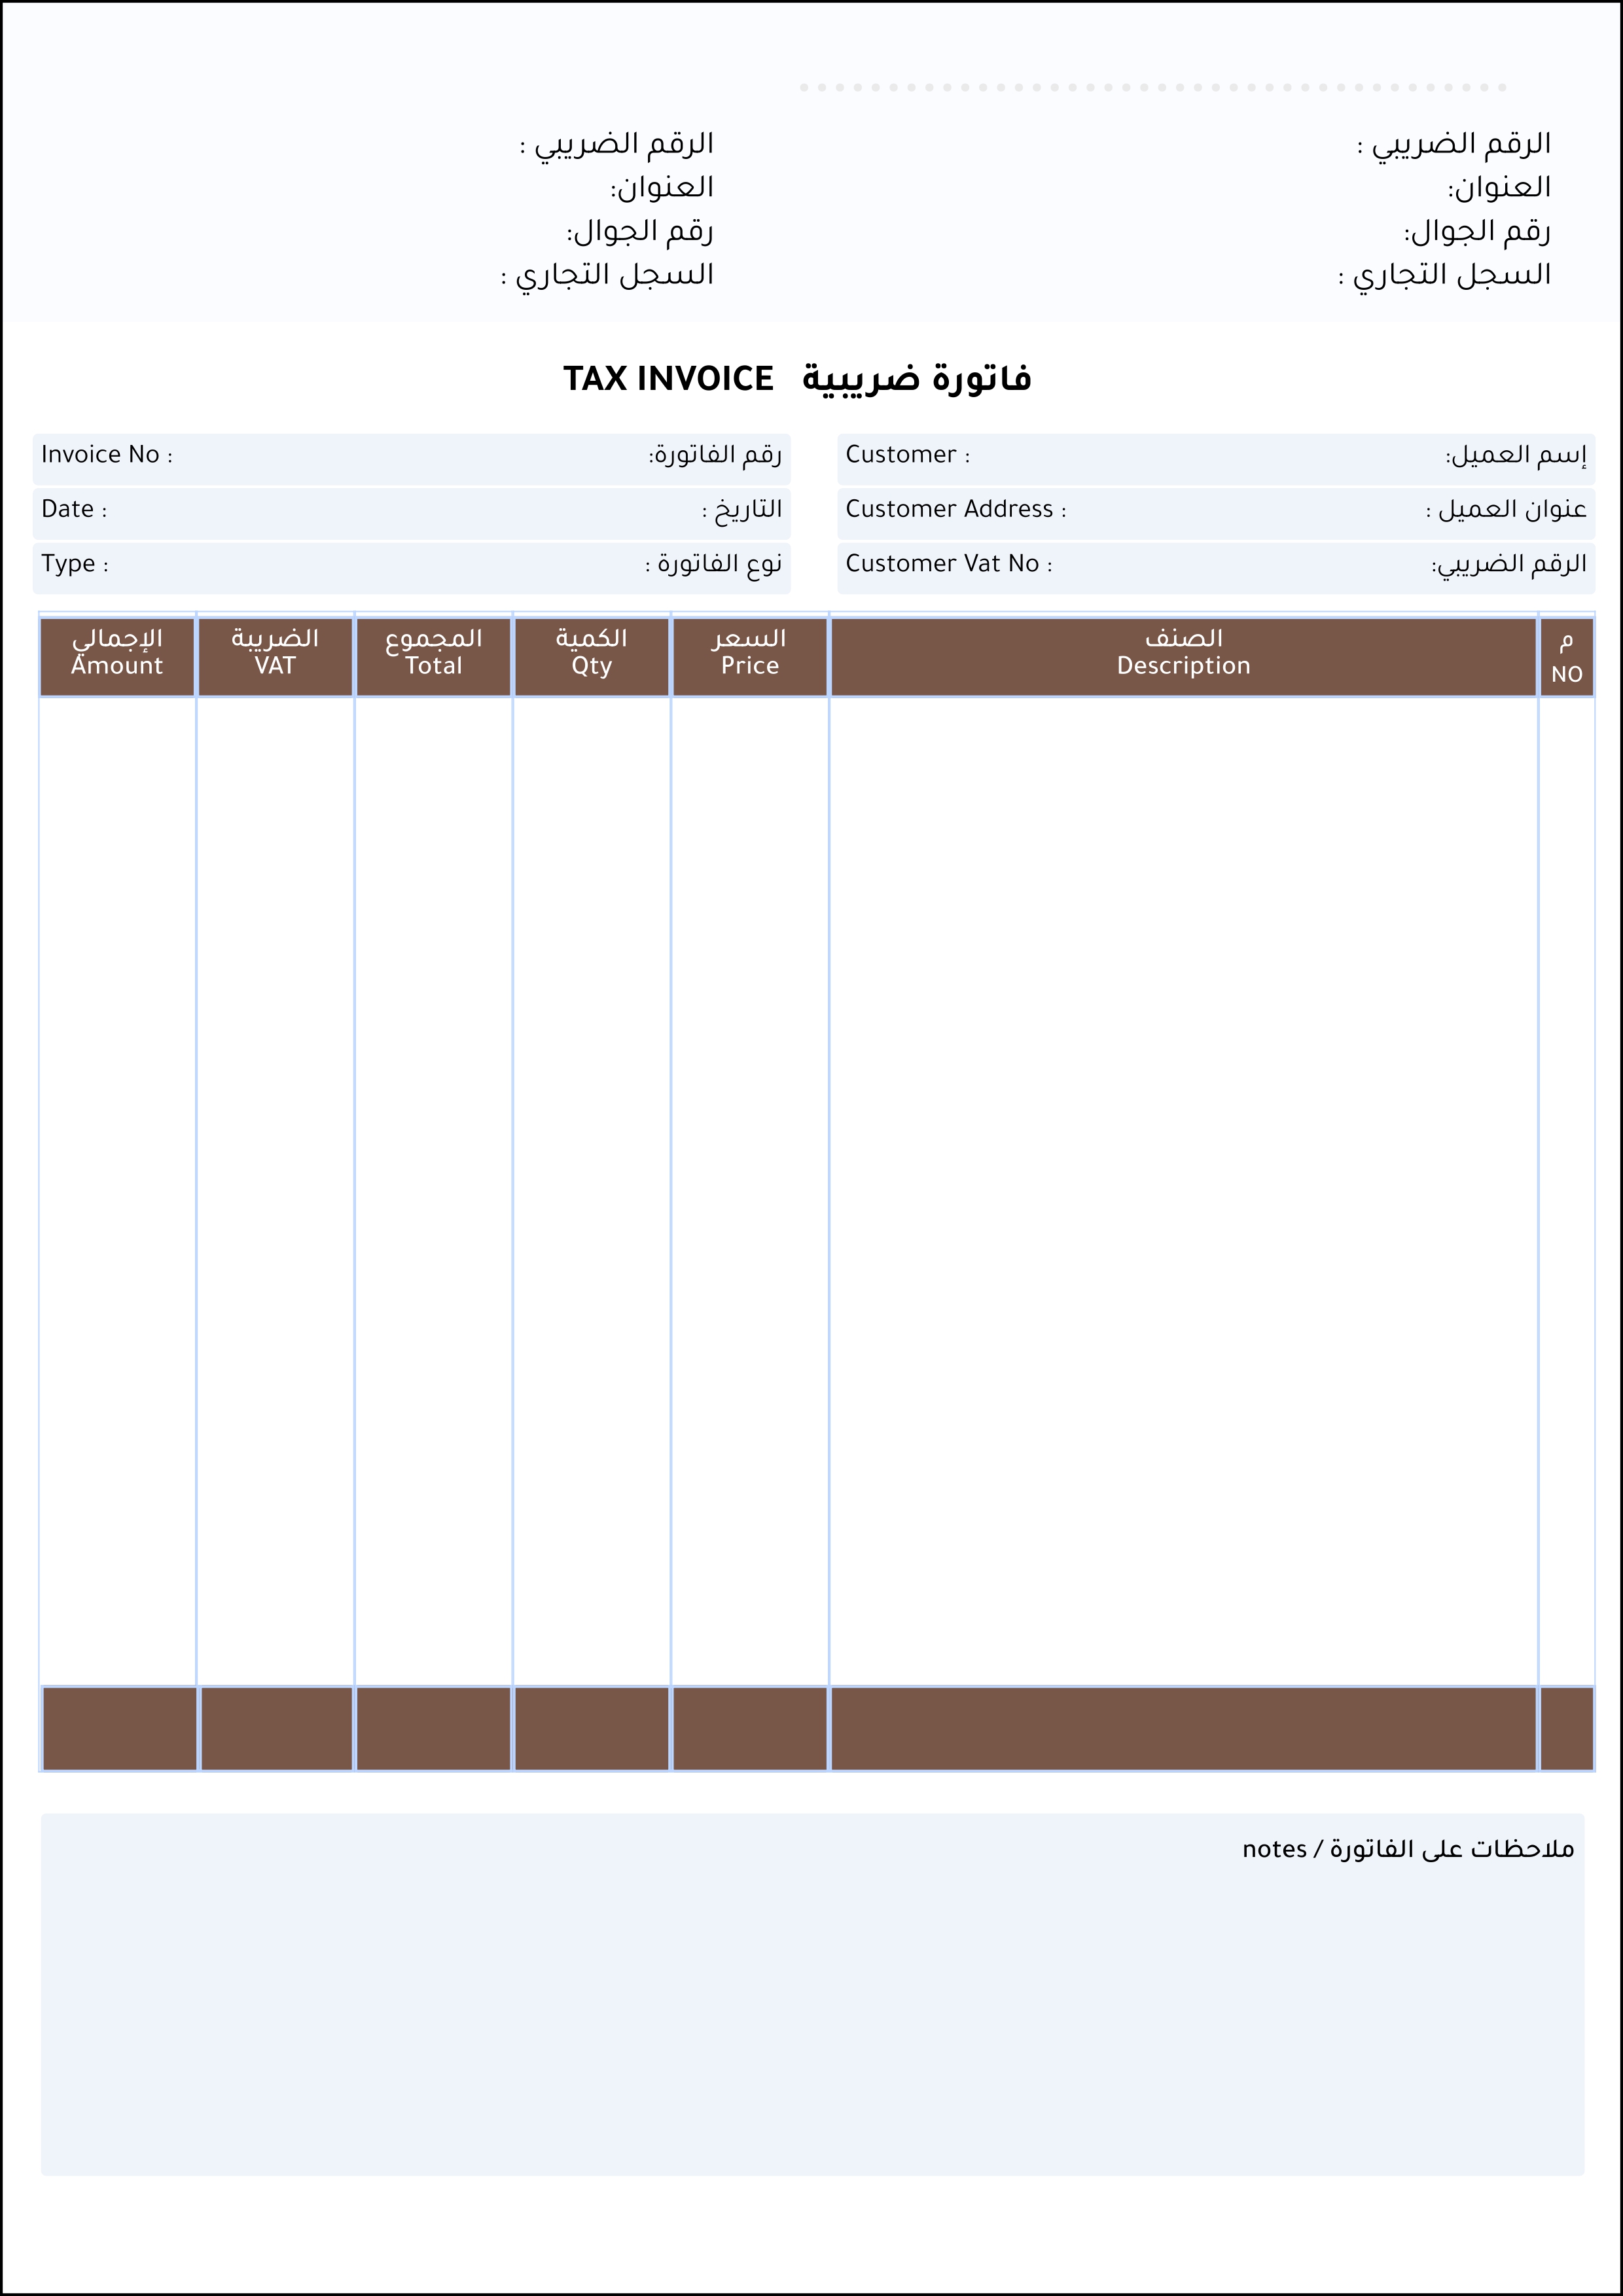 الرقم الضريبي :
العنوان:
رقم الجوال:
السجل التجاري :
الرقم الضريبي :
العنوان:
رقم الجوال:
السجل التجاري :
فاتورة ضريبية TAX INVOICE
إسم العميل: Customer :
عنوان العميل : Customer Address :
الرقم الضريبي: Customer Vat No :
رقم الفاتورة: Invoice No :
التاريخ : Date :
نوع الفاتورة : Type :
م
NO
الصنف
Description
السعر
Price
الكمية
Qty
المجموع
Total
الضريبة
VAT
الإجمالي
Amount
ملاحظات على الفاتورة / notes